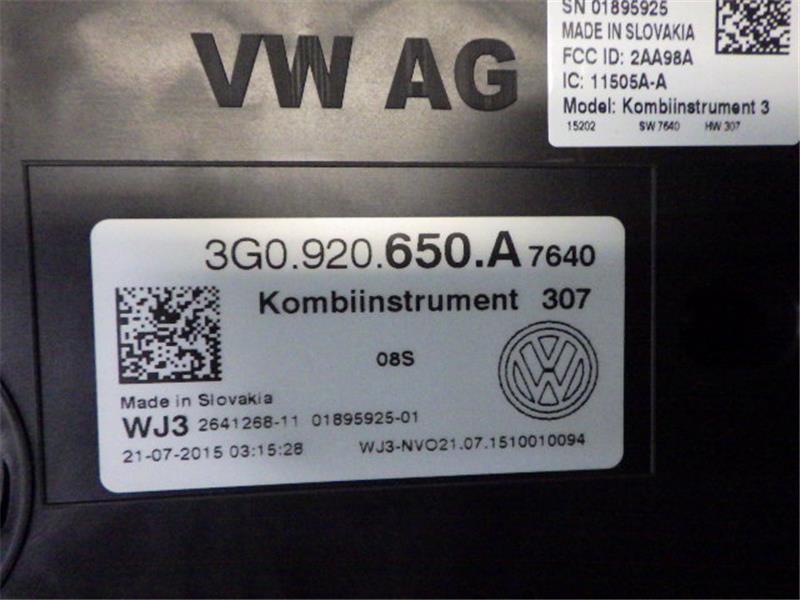 VW AG
SN 01895925
MADE IN SLOVAKIA
FCC ID: 2AA98A
IC: 11505A-A
Model: Kombiinstrument 3
15202 SW 7640 HW 307
3G0.920.650.A 7640
Kombiinstrument 307
08S
Made in Slovakia
WJ3 2641268-11 01895925-01
21-07-2015 03:15:28 WJ3-NVO21.07.1510010094